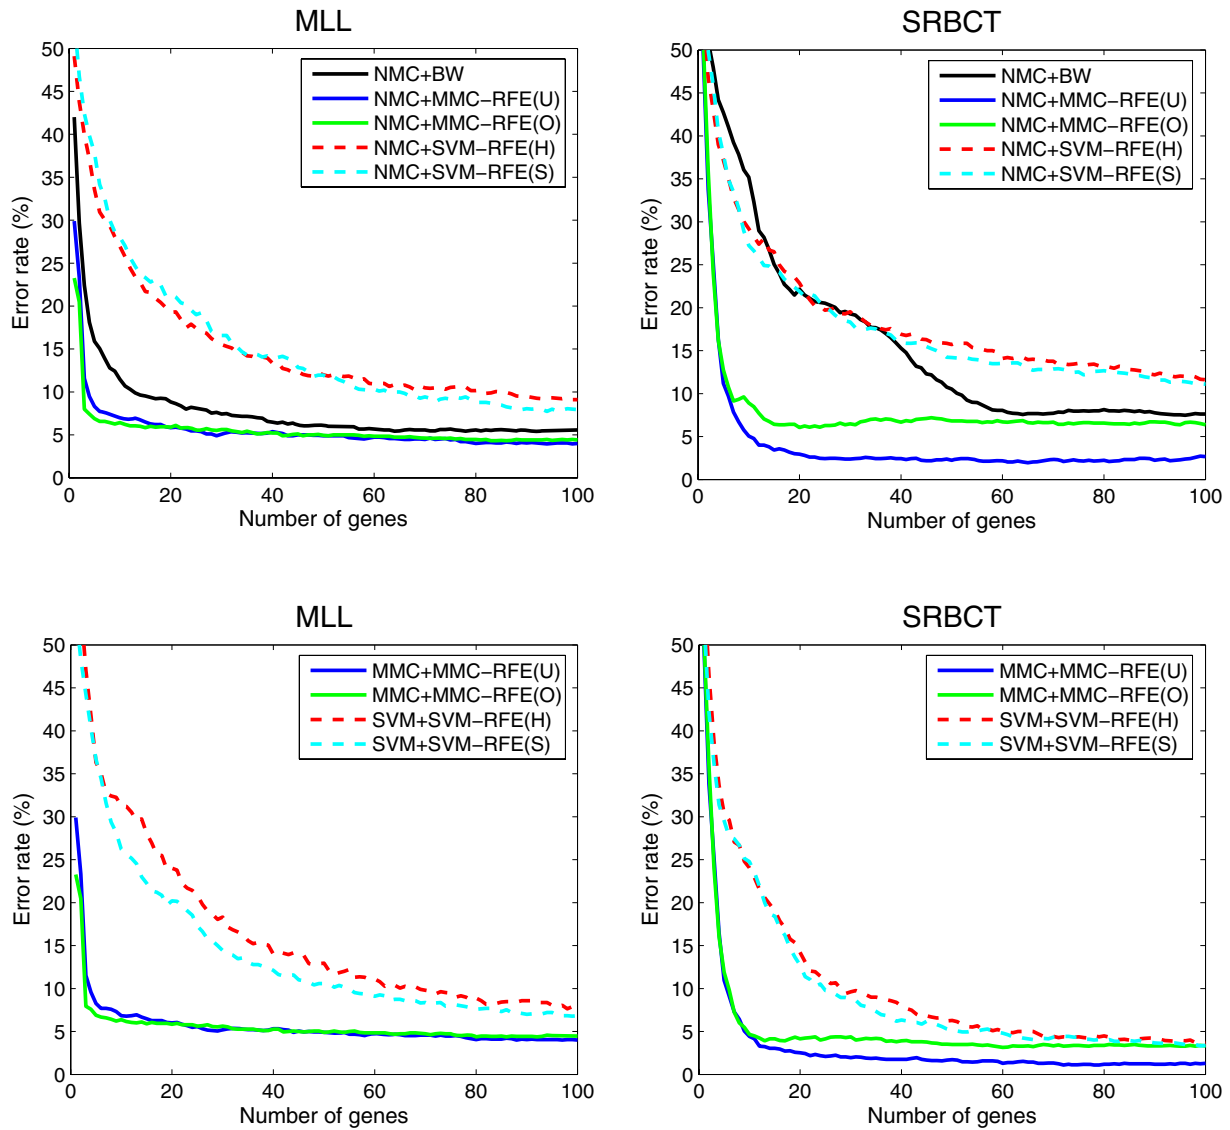 MLL
50
45
40
35
30
25
20
15
10
5
0
Error rate (%)
NMC+BW
NMC+MMC−RFE(U)
NMC+MMC−RFE(O)
NMC+SVM−RFE(H)
NMC+SVM−RFE(S)
0 20 40 60 80 100
Number of genes
SRBCT
50
45
40
35
30
25
20
15
10
5
0
Error rate (%)
NMC+BW
NMC+MMC−RFE(U)
NMC+MMC−RFE(O)
NMC+SVM−RFE(H)
NMC+SVM−RFE(S)
0 20 40 60 80 100
Number of genes
MLL
50
45
40
35
30
25
20
15
10
5
0
Error rate (%)
MMC+MMC−RFE(U)
MMC+MMC−RFE(O)
SVM+SVM−RFE(H)
SVM+SVM−RFE(S)
0 20 40 60 80 100
Number of genes
SRBCT
50
45
40
35
30
25
20
15
10
5
0
Error rate (%)
MMC+MMC−RFE(U)
MMC+MMC−RFE(O)
SVM+SVM−RFE(H)
SVM+SVM−RFE(S)
0 20 40 60 80 100
Number of genes